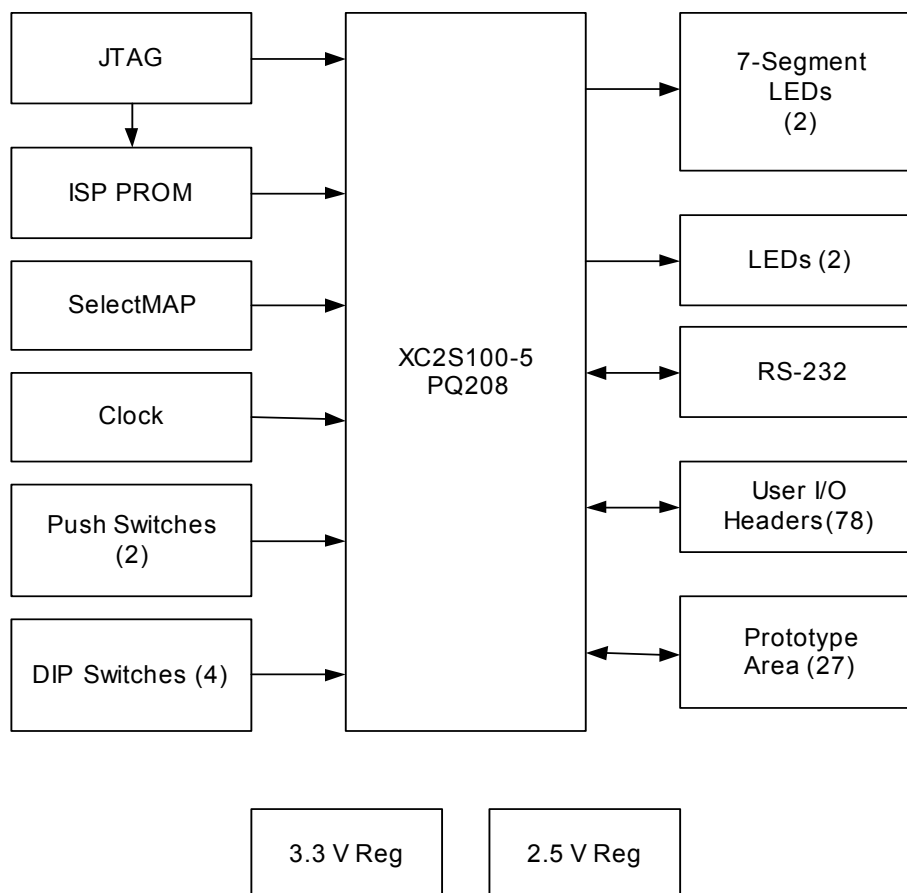 JTAG
ISP PROM
SelectMAP
Clock
Push Switches
(2)
DIP Switches (4)
XC2S100-5
PQ208
7-Segment
LEDs
(2)
LEDs (2)
RS-232
User I/O
Headers (78)
Prototype
Area (27)
3.3 V Reg
2.5 V Reg